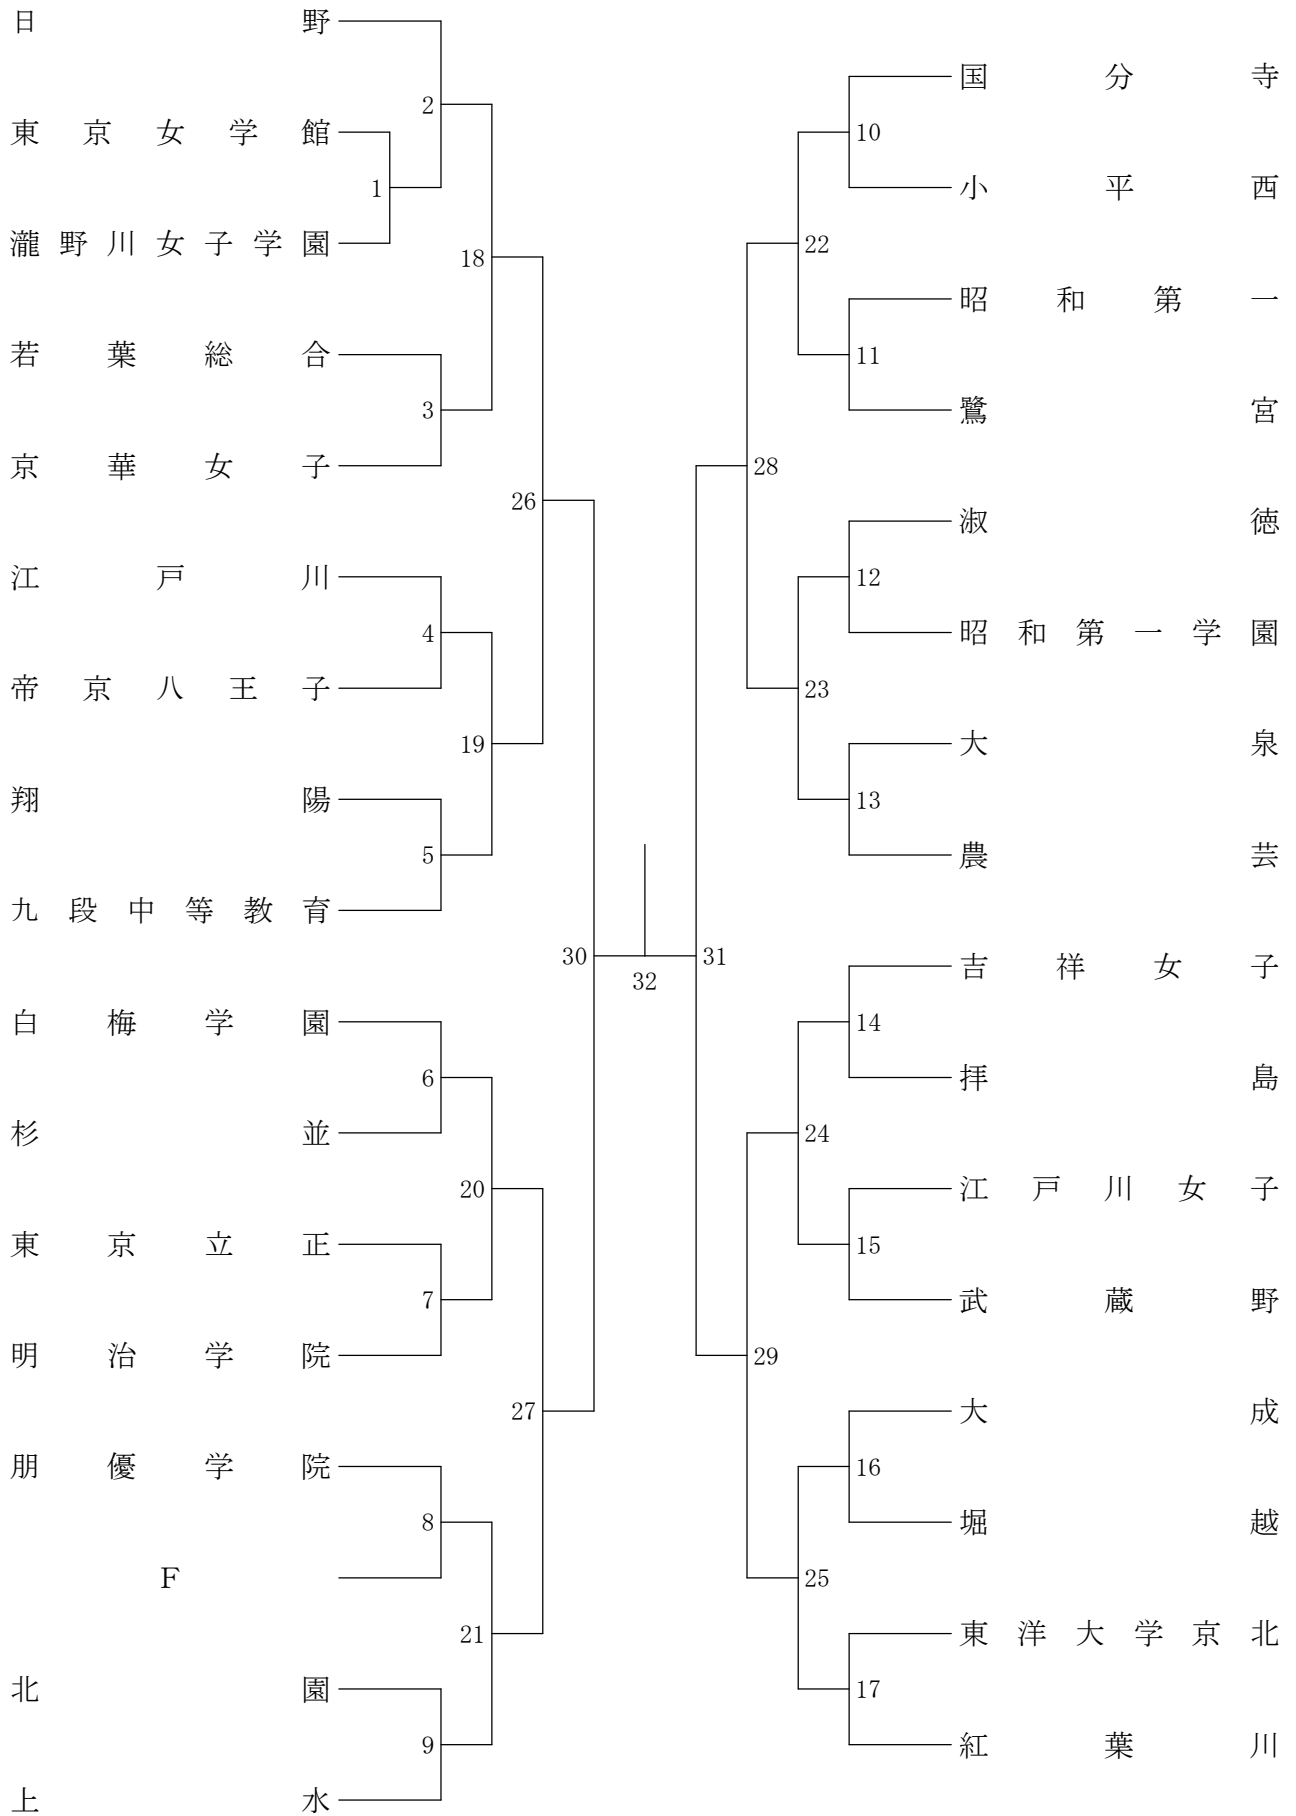 日野
東京女学館
瀧野川女子学園
若葉総合
京華女子
江戸川
帝京八王子
翔陽
九段中等教育
白梅学園
杉並
東京立正
明治学院
朋優学院
F
北園
上水
1
2
3
4
5
6
7
8
9
18
19
20
21
26
27
30
32
31
28
29
22
23
24
25
10
11
12
13
14
15
16
17
国分寺
小平西
昭和第一
鷺宮
淑徳
昭和第一学園
大泉
農芸
吉祥女子
拝島
江戸川女子
武蔵野
大成
堀越
東洋大学京北
紅葉川